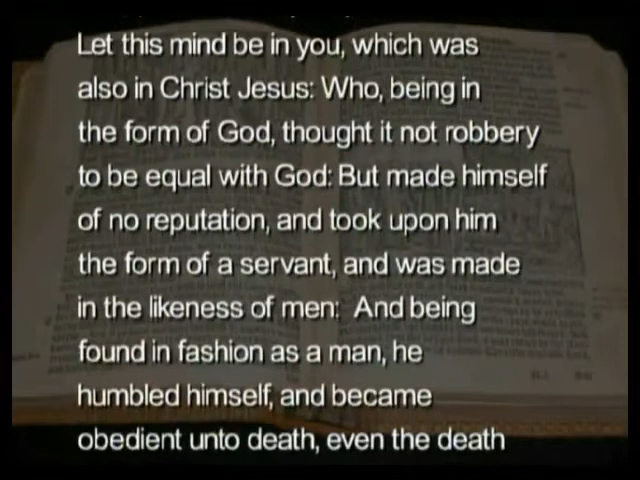 Let this mind be in you, which was
also in Christ Jesus: Who, being in
the form of God, thought it not robbery
to be equal with God: But made himself
of no reputation, and took upon him
the form of a servant, and was made
in the likeness of men:  And being
found in fashion as a man, he
humbled himself, and became
obedient unto death, even the death